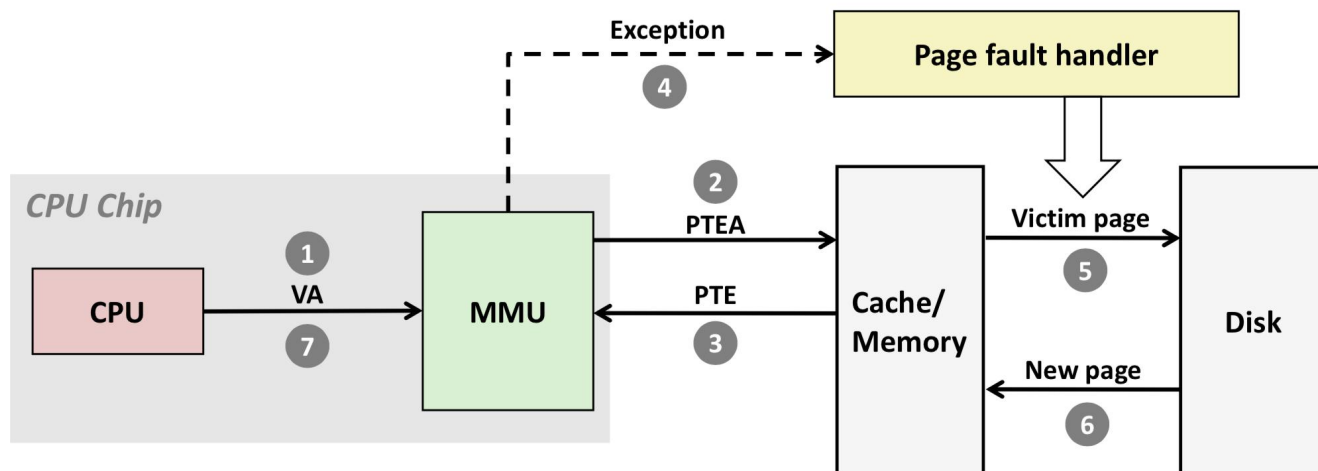 Exception
Page fault handler
4
2
CPU Chip
PTEA
Victim page
1
5
VA
CPU
MMU
PTE
Cache/
Memory
Disk
7
3
New page
6